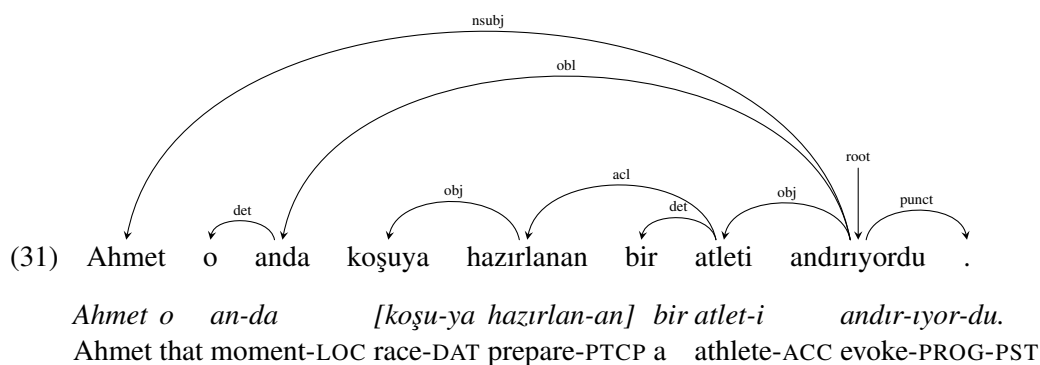 nsubj
obl
root
acl
obj obj punct
det det
(31) Ahmet o anda koşuya hazırlanan bir atleti andırıyordu .
Ahmet o an-da [koşu-ya hazırlan-an] bir atlet-i andır-ıyor-du.
Ahmet that moment-LOC race-DAT prepare-PTCP a athlete-ACC evoke-PROG-PST